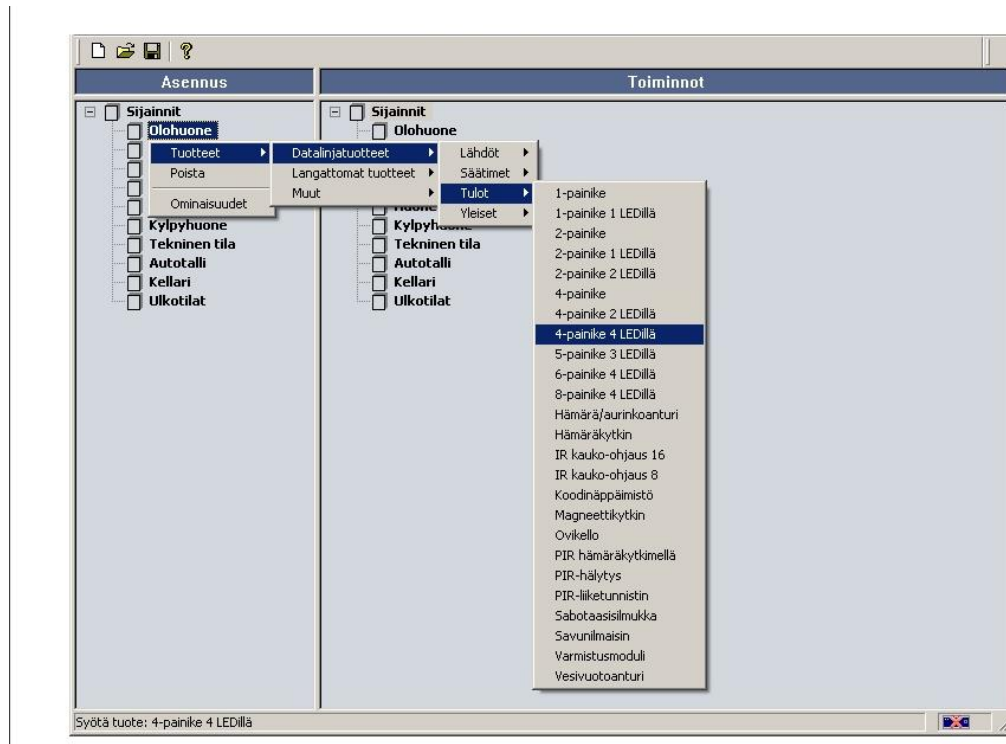 Asennus
Toiminnot
Sijainnit
Olohuone
Kylpyhuone
Tekninen tila
Autotalli
Kellari
Ulkotilat
Sijainnit
Olohuone
Tekninen tila
Autotalli
Kellari
Ulkotilat
Tuotteet
Poista
Ominaisuudet
Datalinjatuotteet
Langattomat tuotteet
Muut
Lähdöt
Säätimet
Tulot
Yleiset
1-painike
1-painike 1 LEDillä
2-painike
2-painike 1 LEDillä
2-painike 2 LEDillä
4-painike
4-painike 2 LEDillä
4-painike 4 LEDillä
5-painike 3 LEDillä
6-painike 4 LEDillä
8-painike 4 LEDillä
Hämärä/aurinkoanturi
Hämäräkytkin
IR kauko-ohjaus 16
IR kauko-ohjaus 8
Koodinäppäimistö
Magneettikytkin
Ovikello
PIR hämäräkytkimellä
PIR-hälytys
PIR-liiketunnistin
Sabotaasisilmukka
Savunilmaisin
Varmistusmoduli
Vesivuotoanturi
Syötä tuote: 4-painike 4 LEDillä